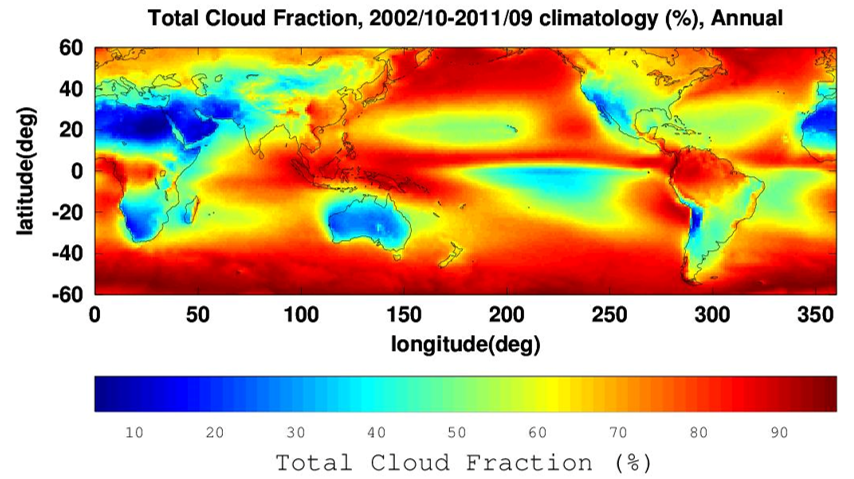 Total Cloud Fraction, 2002/10-2011/09 climatology (%), Annual
60
40
20
0
-20
-40
-60
latitude(deg)
0 50 100 150 200 250 300 350
longitude(deg)
10 20 30 40 50 60 70 80 90
Total Cloud Fraction (%)